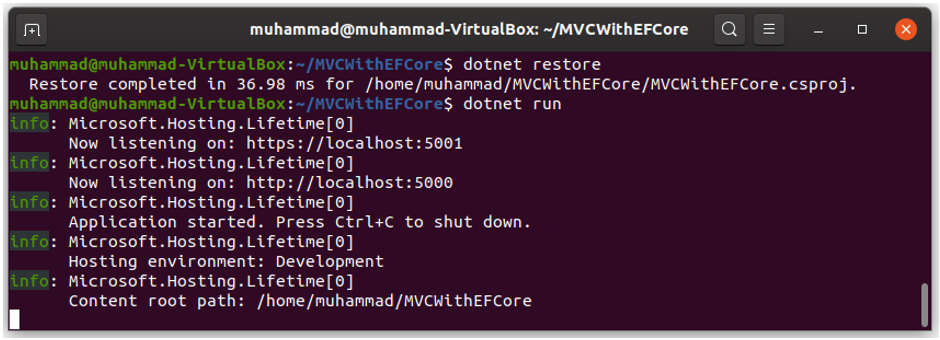 muhammad@muhammad-VirtualBox: ~/MVCWithEFCore
muhammad@muhammad-VirtualBox:~/MVCWithEFCore$ dotnet restore
  Restore completed in 36.98 ms for /home/muhammad/MVCWithEFCore/MVCWithEFCore.csproj.
muhammad@muhammad-VirtualBox:~/MVCWithEFCore$ dotnet run
info: Microsoft.Hosting.Lifetime[0]
      Now listening on: https://localhost:5001
info: Microsoft.Hosting.Lifetime[0]
      Now listening on: http://localhost:5000
info: Microsoft.Hosting.Lifetime[0]
      Application started. Press Ctrl+C to shut down.
info: Microsoft.Hosting.Lifetime[0]
      Hosting environment: Development
info: Microsoft.Hosting.Lifetime[0]
      Content root path: /home/muhammad/MVCWithEFCore